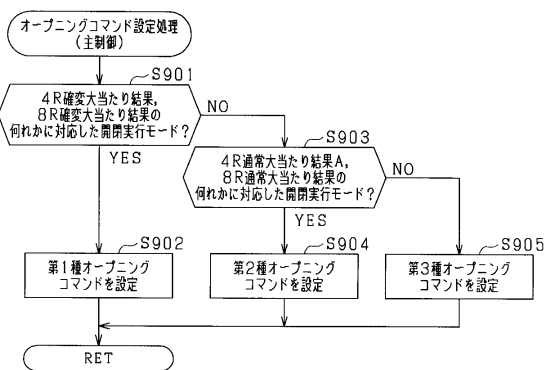 オープニングコマンド設定処理
(主制御)
S901
4R確変大当たり結果,
8R確変大当たり結果の
何れかに対応した開閉実行モード?
NO
YES
S903
4R通常大当たり結果A,
8R通常大当たり結果の
何れかに対応した開閉実行モード?
NO
YES
S902
第1種オープニング
コマンドを設定
S904
第2種オープニング
コマンドを設定
S905
第3種オープニング
コマンドを設定
RET